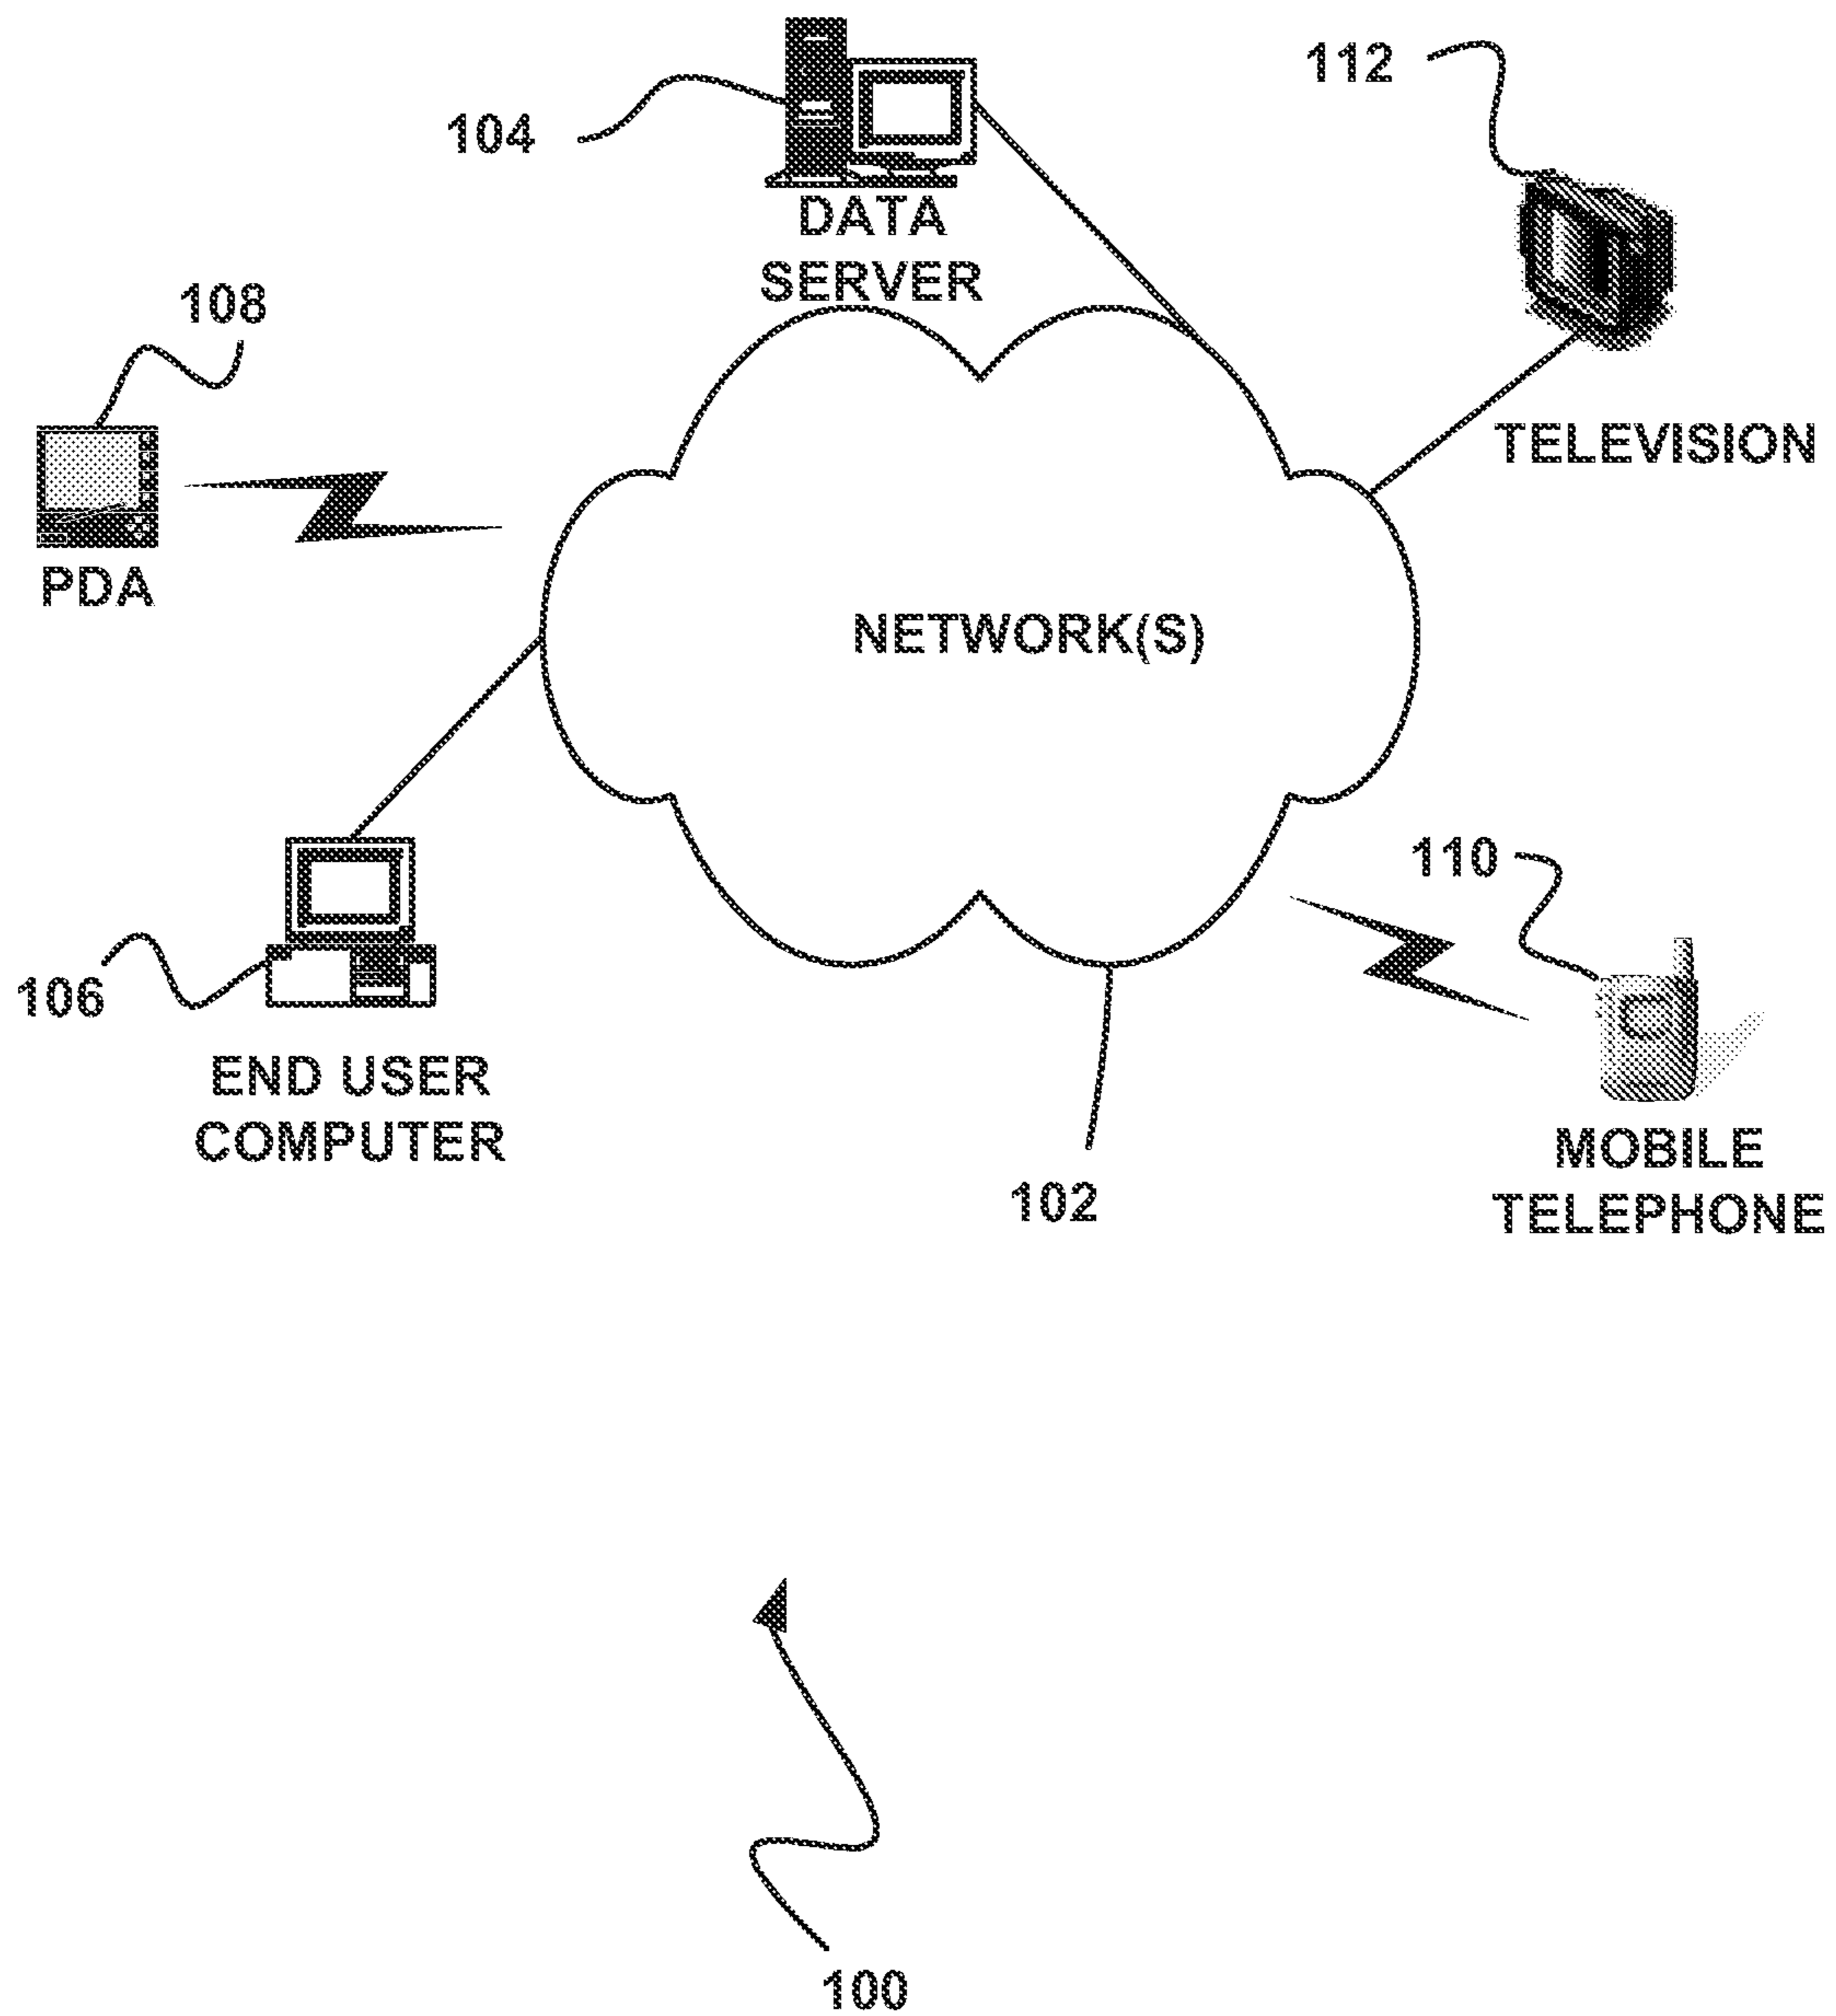 112
104
DATA
SERVER
108
TELEVISION
PDA
NETWORK(S)
110
106
END USER
COMPUTER
MOBILE
TELEPHONE
102
100